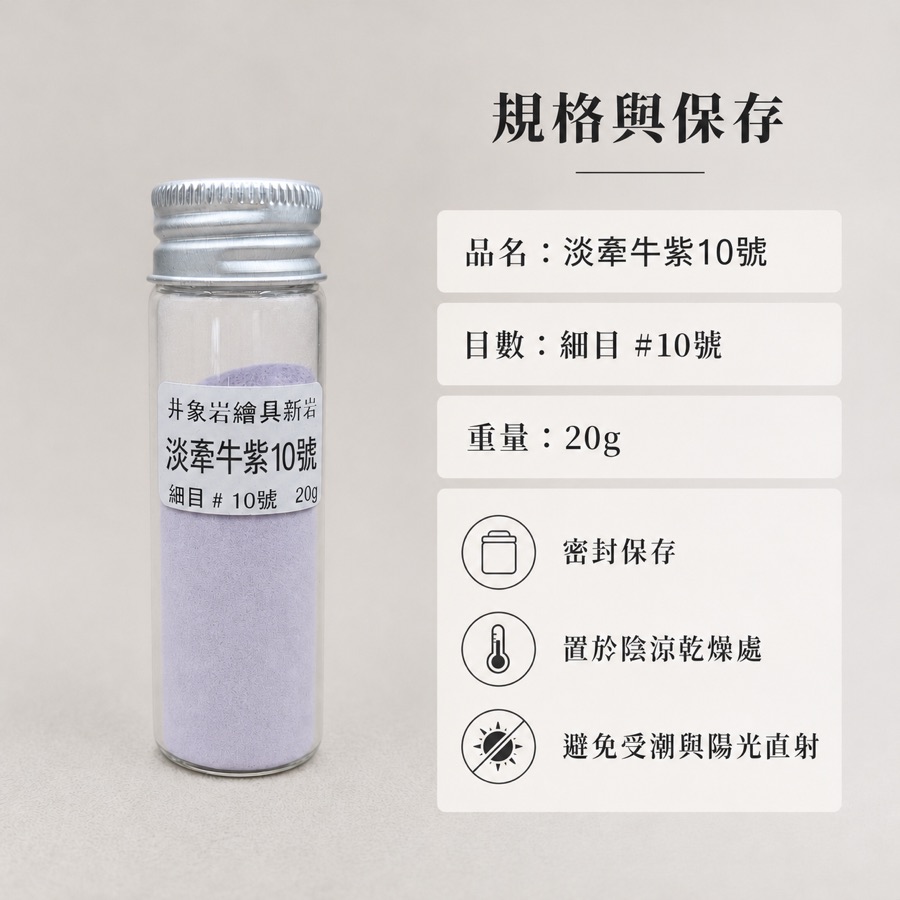 規格與保存
品名：淡牽牛紫10號
目數：細目 #10號
重量：20g
密封保存
置於陰涼乾燥處
避免受潮與陽光直射
井象岩繪具新岩
淡牽牛紫10號
細目 # 10號 20g